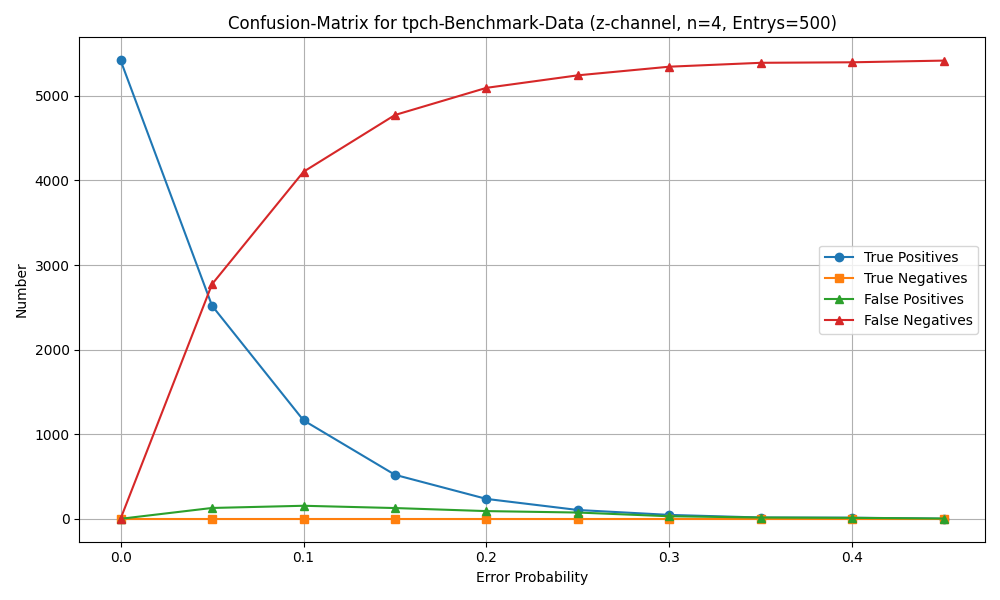 Confusion-Matrix for tpch-Benchmark-Data (z-channel, n=4, Entrys=500)
5000
4000
3000
2000
1000
0
Number
True Positives
True Negatives
False Positives
False Negatives
0.0 0.1 0.2 0.3 0.4
Error Probability